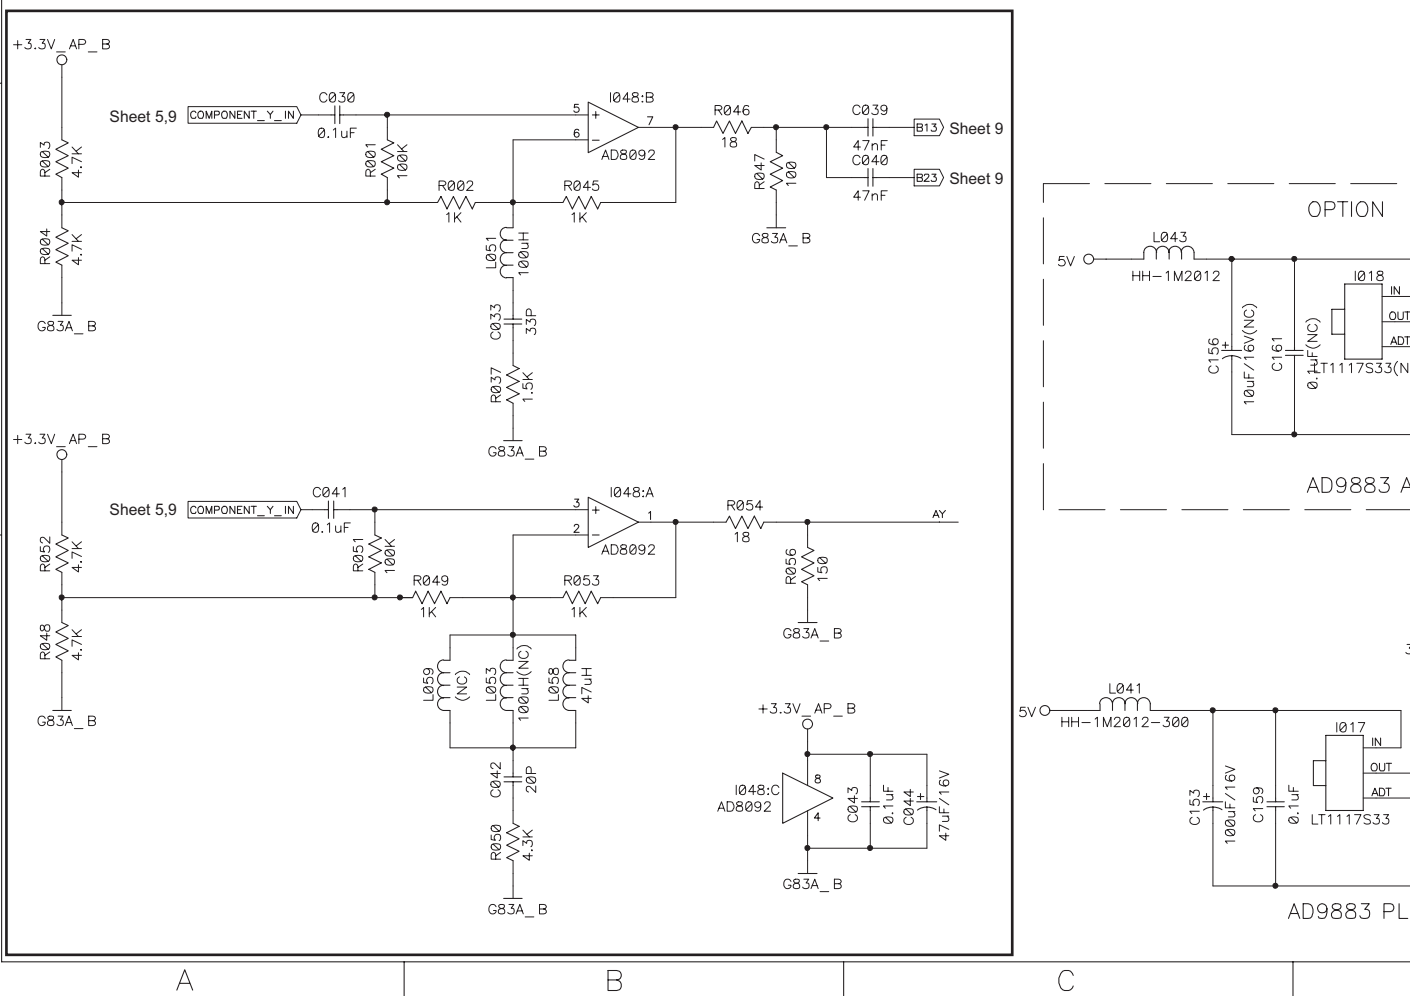 +3.3V_AP_B
Sheet 5,9
COMPONENT_Y_IN
C030
0.1uF
R003
4.7K
R001
100K
R004
4.7K
G83A_B
R002
1K
5
+
6
−
I048:B
7
AD8092
R045
1K
L051
100uH
C033
33P
R037
1.5K
G83A_B
R046
18
R047
100
G83A_B
C039
47nF
C040
47nF
B13
Sheet 9
B23
Sheet 9
+3.3V_AP_B
Sheet 5,9
COMPONENT_Y_IN
C041
0.1uF
R052
4.7K
R051
100K
R048
4.7K
G83A_B
R049
1K
3
+
2
−
I048:A
1
AD8092
R053
1K
L059
(NC)
L053
100uH(NC)
L058
47uH
C042
20P
R050
4.3K
G83A_B
R054
18
AY
R056
150
G83A_B
+3.3V_AP_B
I048:C
AD8092
8
4
C043
0.1uF
C044
+
47uF/16V
G83A_B
OPTION
5V
L043
HH-1M2012
C156
+
10uF/16V(NC)
C161
0.1uF(NC)
I018
IN
OUT
ADT
LT1117S33(N
AD9883 A
3
5V
L041
HH-1M2012-300
C153
+
100uF/16V
C159
0.1uF
I017
IN
OUT
ADT
LT1117S33
AD9883 PL
A
B
C